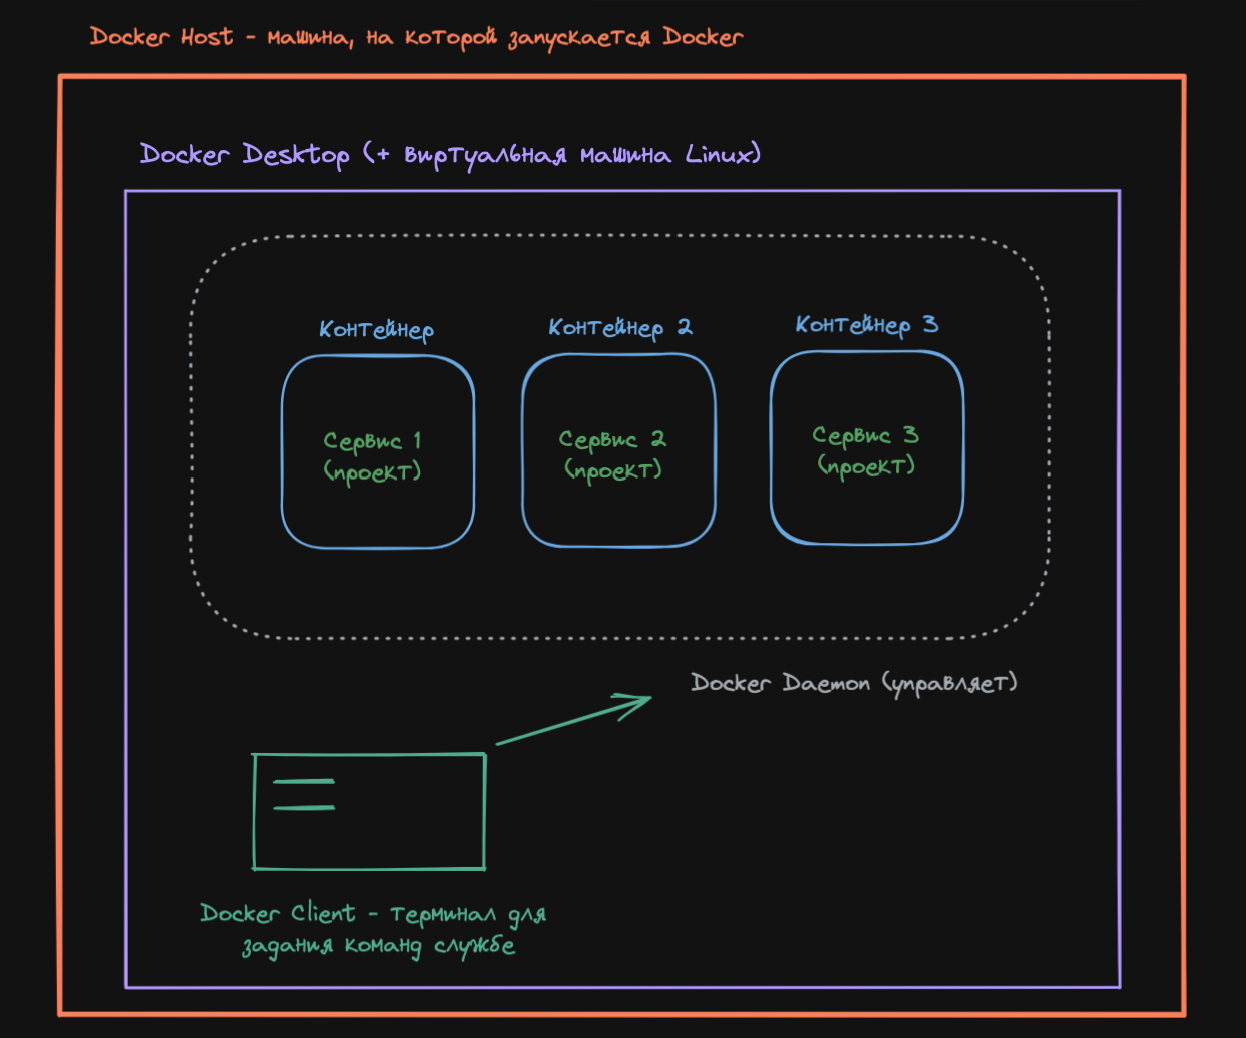 Docker Host - машина, на которой запускается Docker
Docker Desktop (+ виртуальная машина Linux)
Контейнер
Контейнер 2
Контейнер 3
Сервис 1
(проект)
Сервис 2
(проект)
Сервис 3
(проект)
Docker Daemon (управляет)
Docker Client - терминал для
задания команд службе